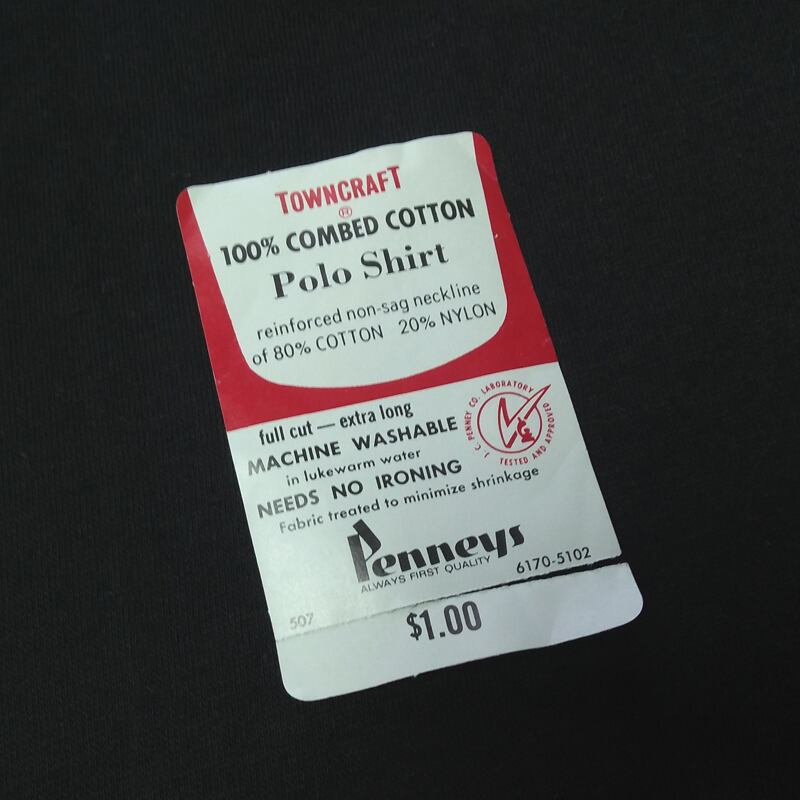 TOWNCRAFT
®
100% COMBED COTTON
Polo Shirt
reinforced non-sag neckline
of 80% COTTON 20% NYLON
full cut — extra long
MACHINE WASHABLE
in lukewarm water
NEEDS NO IRONING
Fabric treated to minimize shrinkage
J. C. PENNEY CO. LABORATORY
TESTED AND APPROVED
Penneys
ALWAYS FIRST QUALITY
6170-5102
507
$1.00